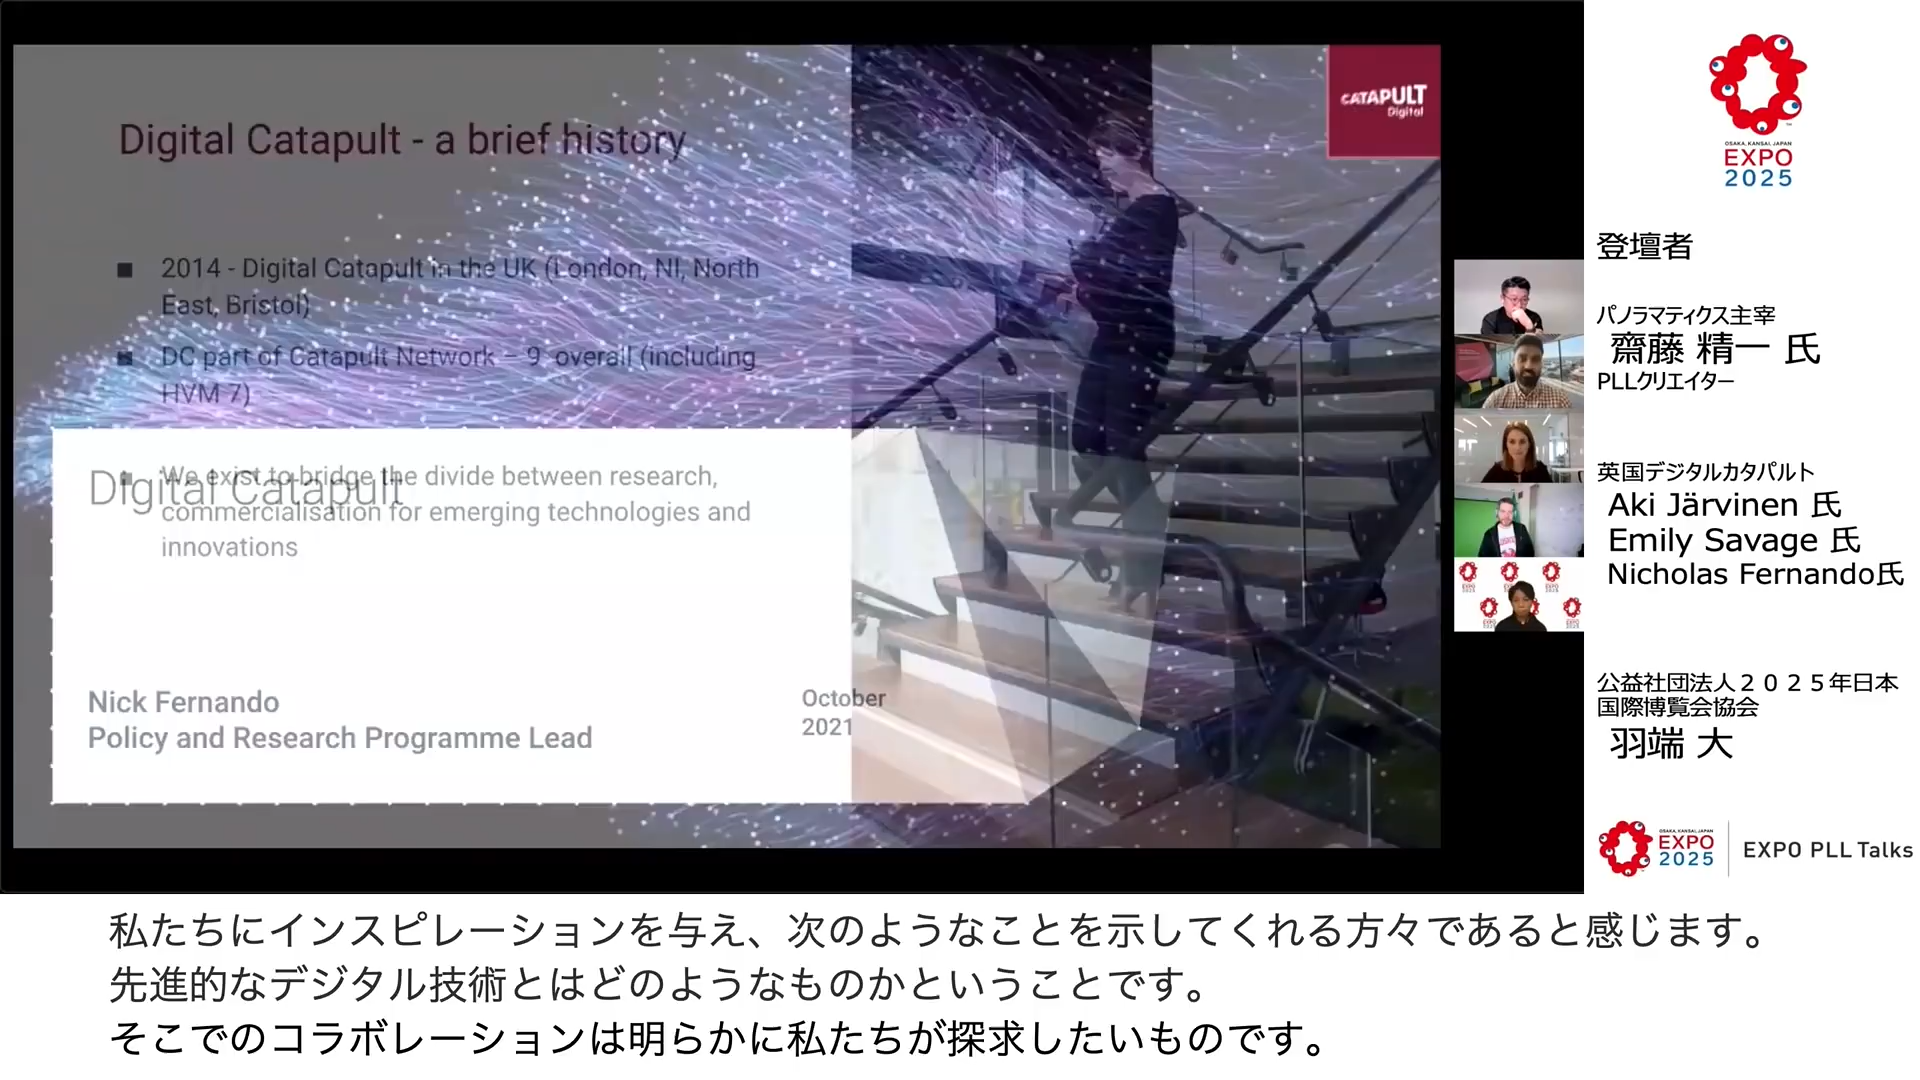 CATAPULT
Digital
Digital Catapult - a brief history
2014 - Digital Catapult in the UK (London, NI, North
East, Bristol)
DC part of Catapult Network – 9 overall (including
HVM 7)
We exist to bridge the divide between research,
commercialisation for emerging technologies and
innovations
Digital Catapult
Nick Fernando
Policy and Research Programme Lead
October
2021
OSAKA, KANSAI, JAPAN
EXPO
2025
登壇者
パノラマティクス主宰
齋藤 精一 氏
PLLクリエイター
英国デジタルカタパルト
Aki Järvinen 氏
Emily Savage 氏
Nicholas Fernando氏
公益社団法人２０２５年日本
国際博覧会協会
羽端 大
OSAKA, KANSAI, JAPAN
EXPO
2025
EXPO PLL Talks
私たちにインスピレーションを与え、次のようなことを示してくれる方々であると感じます。
先進的なデジタル技術とはどのようなものかということです。
そこでのコラボレーションは明らかに私たちが探求したいものです。